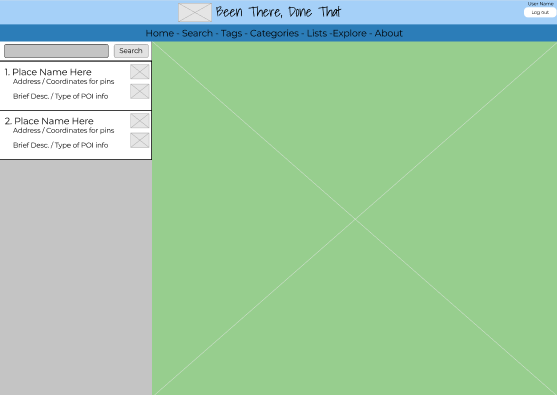 Been There, Done That
User Name
Log out
Home - Search - Tags - Categories - Lists -Explore - About
Search
1. Place Name Here
Address / Coordinates for pins
Brief Desc. / Type of POI info
2. Place Name Here
Address / Coordinates for pins
Brief Desc. / Type of POI info